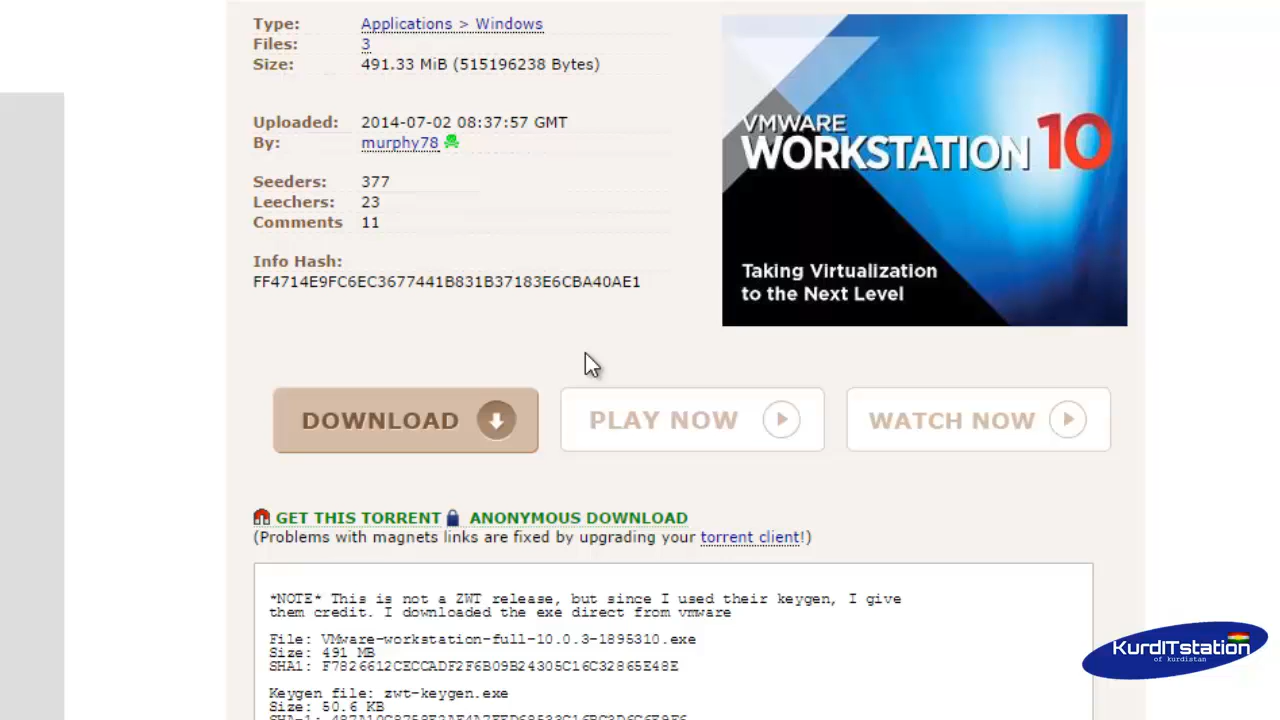 Type: Applications > Windows
Files: 3
Size: 491.33 MiB (515196238 Bytes)
Uploaded: 2014-07-02 08:37:57 GMT
By: murphy78
Seeders: 377
Leechers: 23
Comments 11
Info Hash:
FF4714E9FC6EC3677441B831B37183E6CBA40AE1
VMWARE
WORKSTATION 10
Taking Virtualization
to the Next Level
DOWNLOAD
PLAY NOW
WATCH NOW
GET THIS TORRENT ANONYMOUS DOWNLOAD
(Problems with magnets links are fixed by upgrading your torrent client!)
*NOTE* This is not a ZWT release, but since I used their keygen, I give
them credit. I downloaded the exe direct from vmware
File: VMware-workstation-full-10.0.3-1895310.exe
Size: 491 MB
SHA1: F7826612CECCADF2F6B09B24305C16C32865E48E
Keygen file: zwt-keygen.exe
Size: 50.6 KB
KurdITstation
of kurdistan